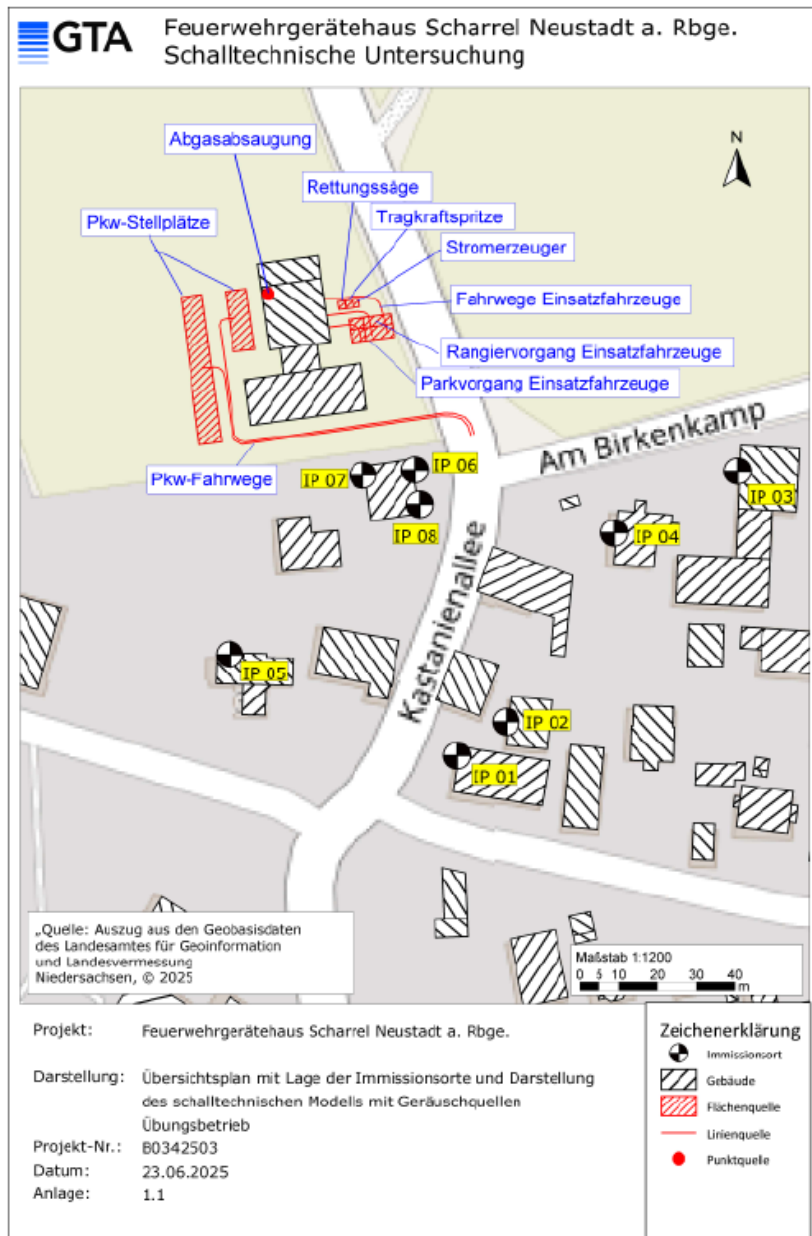 GTA
Feuerwehrgerätehaus Scharrel Neustadt a. Rbge.
Schalltechnische Untersuchung
Abgasabsaugung
N
Rettungssäge
Tragkraftspritze
Pkw-Stellplätze
Stromerzeuger
Fahrwege Einsatzfahrzeuge
Rangiervorgang Einsatzfahrzeuge
Parkvorgang Einsatzfahrzeuge
Am Birkenkamp
Pkw-Fahrwege
IP 07
IP 06
IP 03
IP 08
IP 04
Kastanienallee
IP 05
IP 02
IP 01
„Quelle: Auszug aus den Geobasisdaten
des Landesamtes für Geoinformation
und Landesvermessung
Niedersachsen, © 2025
Maßstab 1:1200
0 5 10 20 30 40
m
Projekt: Feuerwehrgerätehaus Scharrel Neustadt a. Rbge.
Darstellung: Übersichtsplan mit Lage der Immissionsorte und Darstellung
des schalltechnischen Modells mit Geräuschquellen
Übungsbetrieb
Projekt-Nr.: B0342503
Datum: 23.06.2025
Anlage: 1.1
Zeichenerklärung
Immissionsort
Gebäude
Flächenquelle
Linienquelle
Punktquelle